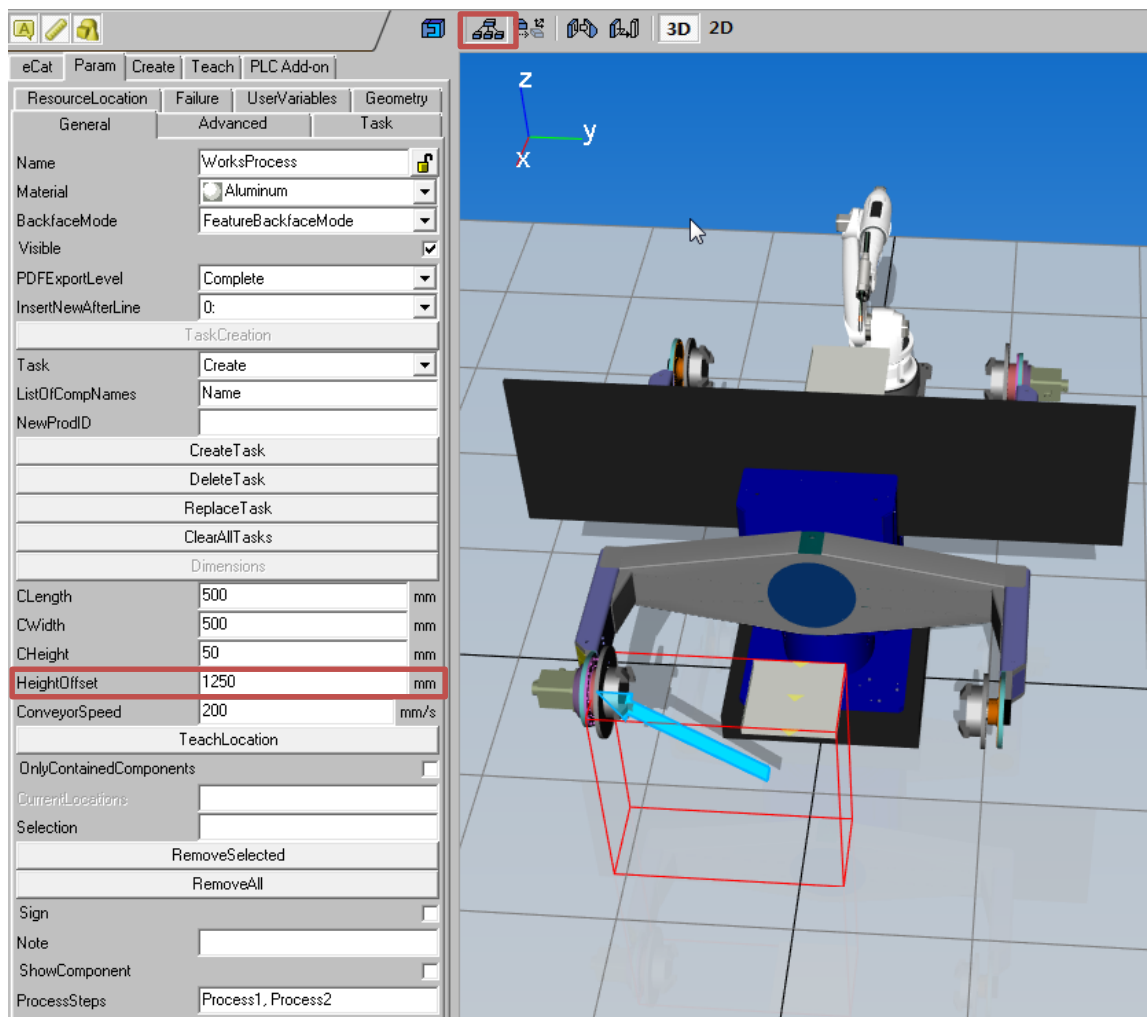 A
3D 2D
eCat Param Create Teach PLC Add-on
ResourceLocation Failure UserVariables Geometry
General Advanced Task
Name WorksProcess
Material Aluminum
BackfaceMode FeatureBackfaceMode
Visible
PDFExportLevel Complete
InsertNewAfterLine 0:
TaskCreation
Task Create
ListOfCompNames Name
NewProdID
CreateTask
DeleteTask
ReplaceTask
ClearAllTasks
Dimensions
CLength 500 mm
CWidth 500 mm
CHeight 50 mm
HeightOffset 1250 mm
ConveyorSpeed 200 mm/s
TeachLocation
OnlyContainedComponents
CurrentLocations
Selection
RemoveSelected
RemoveAll
Sign
Note
ShowComponent
ProcessSteps Process1, Process2
z
y
x